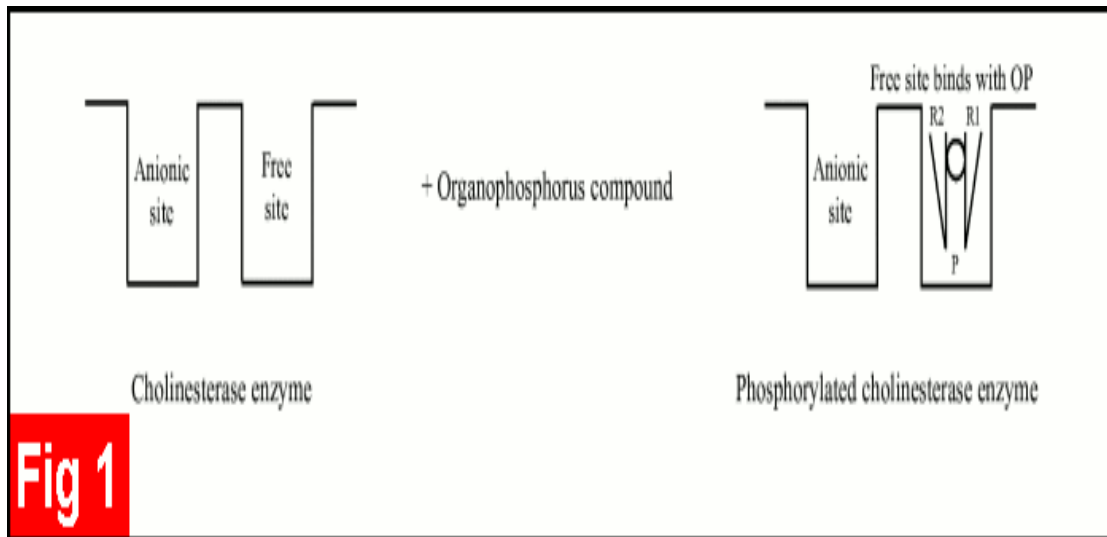 Free site binds with OP
R2 R1
Anionic
site
Free
site
+ Organophosphorus compound
Anionic
site
P
Cholinesterase enzyme
Phosphorylated cholinesterase enzyme
Fig 1